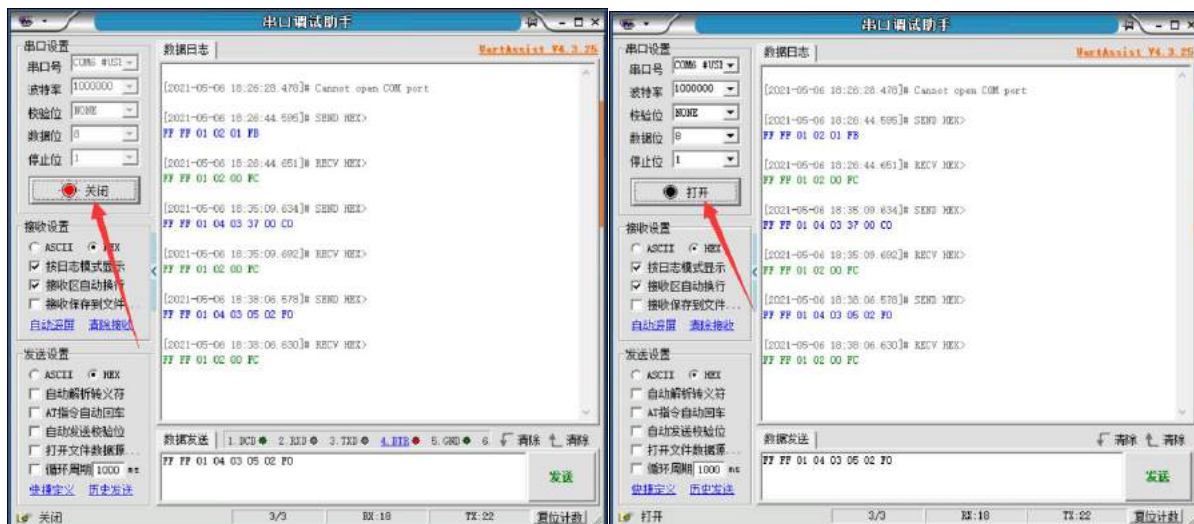 串口调试助手
串口设置
串口号 COM6 #USI
波特率 1000000
校验位 NONE
数据位 8
停止位 1
关闭
接收设置
ASCII HEX
按日志模式显示
接收区自动换行
接收保存到文件...
自动滚屏 清除接收
发送设置
ASCII HEX
自动解析转义符
AT指令自动回车
自动发送校验位
打开文件数据源...
循环周期 1000 ms
快捷定义 历史发送
数据日志 UartAssist V4.3.25
[2021-05-06 18:26:28.478]# Cannot open COM port
[2021-05-06 18:26:44.595]# SEND HEX>
FF FF 01 02 01 FB
[2021-05-06 18:26:44.651]# RECV HEX>
FF FF 01 02 00 FC
[2021-05-06 18:35:09.634]# SEND HEX>
FF FF 01 04 03 37 00 C0
[2021-05-06 18:35:09.692]# RECV HEX>
FF FF 01 02 00 FC
[2021-05-06 18:38:06.578]# SEND HEX>
FF FF 01 04 03 05 02 F0
[2021-05-06 18:38:06.630]# RECV HEX>
FF FF 01 02 00 FC
数据发送 1.DCD 2.RXD 3.TXD 4.DTR 5.GND 6. 清除 清除
FF FF 01 04 03 05 02 F0
发送
关闭 3/3 RX:18 TX:22 复位计数
串口调试助手
串口设置
串口号 COM6 #USI
波特率 1000000
校验位 NONE
数据位 8
停止位 1
打开
接收设置
ASCII HEX
按日志模式显示
接收区自动换行
接收保存到文件...
自动滚屏 清除接收
发送设置
ASCII HEX
自动解析转义符
AT指令自动回车
自动发送校验位
打开文件数据源...
循环周期 1000 ms
快捷定义 历史发送
数据日志 UartAssist V4.3.25
[2021-05-06 18:26:28.478]# Cannot open COM port
[2021-05-06 18:26:44.595]# SEND HEX>
FF FF 01 02 01 FB
[2021-05-06 18:26:44.651]# RECV HEX>
FF FF 01 02 00 FC
[2021-05-06 18:35:09.634]# SEND HEX>
FF FF 01 04 03 37 00 C0
[2021-05-06 18:35:09.692]# RECV HEX>
FF FF 01 02 00 FC
[2021-05-06 18:38:06.578]# SEND HEX>
FF FF 01 04 03 05 02 F0
[2021-05-06 18:38:06.630]# RECV HEX>
FF FF 01 02 00 FC
数据发送 清除 清除
FF FF 01 04 03 05 02 F0
发送
打开 3/3 RX:18 TX:22 复位计数